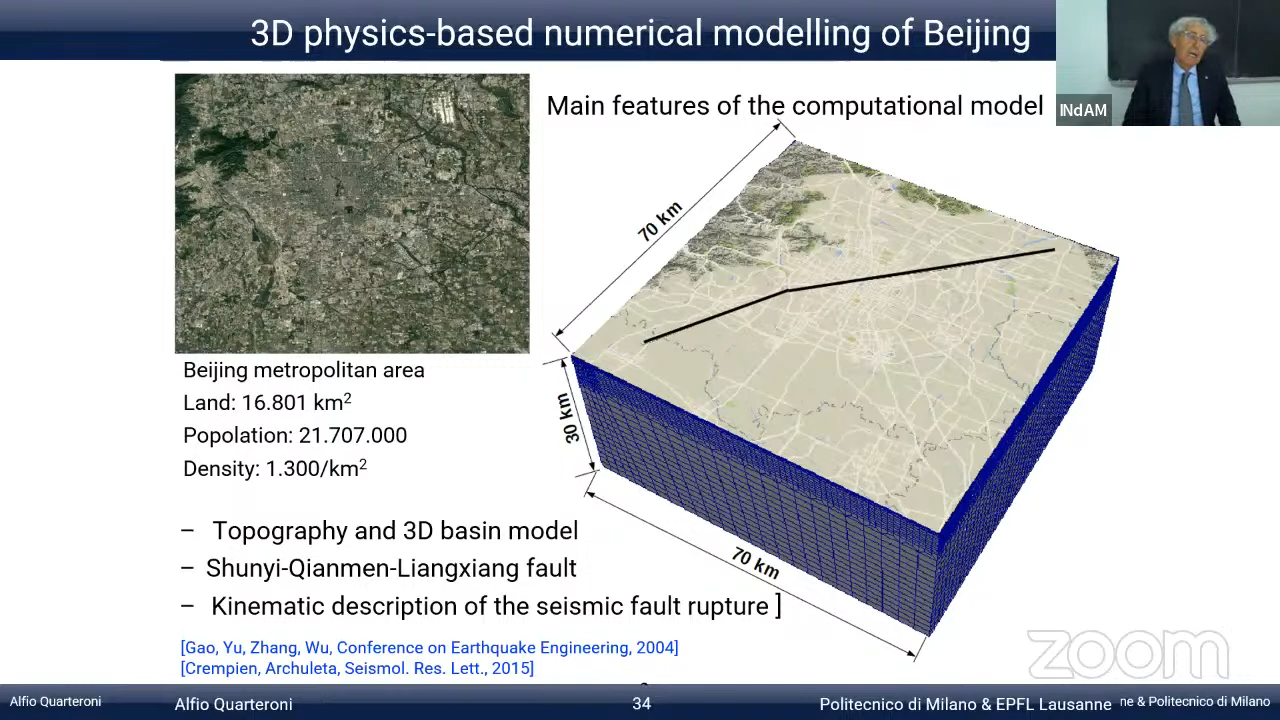 3D physics-based numerical modelling of Beijing
INdAM
Main features of the computational model
70 km
30 km
70 km
Beijing metropolitan area
Land: 16.801 km²
Popolation: 21.707.000
Density: 1.300/km²
– Topography and 3D basin model
– Shunyi-Qianmen-Liangxiang fault
– Kinematic description of the seismic fault rupture ]
[Gao, Yu, Zhang, Wu, Conference on Earthquake Engineering, 2004]
[Crempien, Archuleta, Seismol. Res. Lett., 2015]
zoom
Alfio Quarteroni
Alfio Quarteroni
34
Politecnico di Milano & EPFL Lausanne
ne & Politecnico di Milano